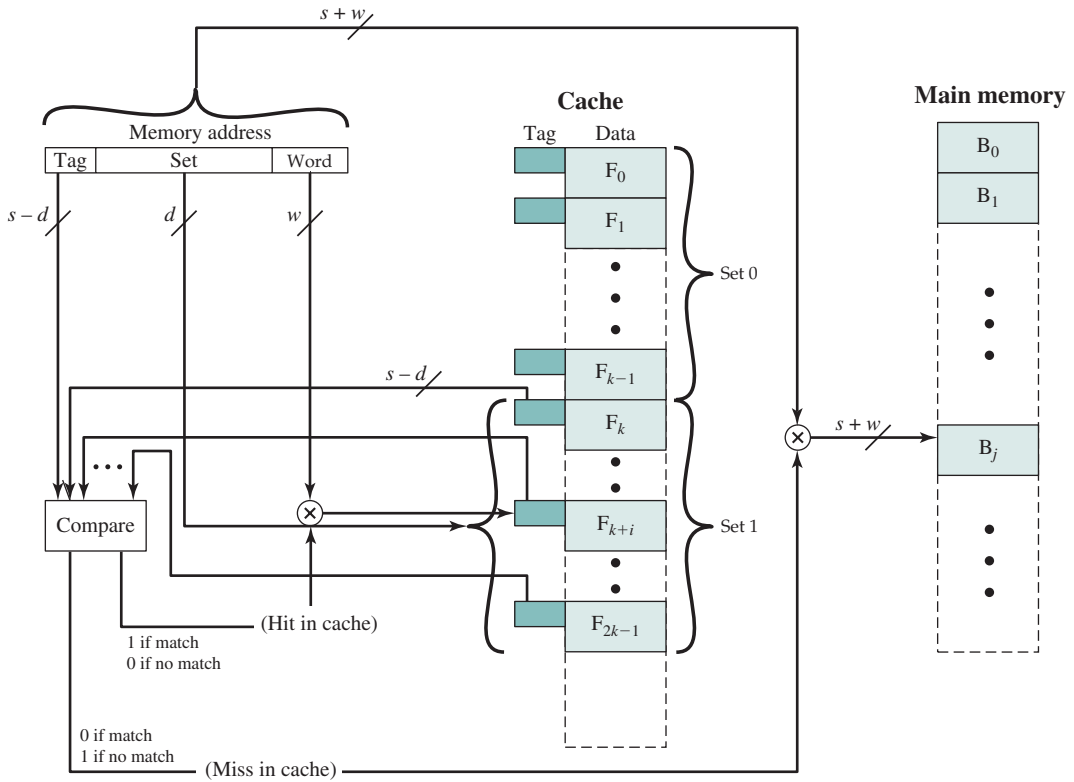 s + w
Cache
Main memory
Memory address
Tag Data
Tag Set Word
B0
F0
B1
s – d d w
F1
Set 0
Fk–1
s – d
Fk
s + w
Bj
Compare
Fk+i
Set 1
(Hit in cache)
F2k–1
1 if match
0 if no match
0 if match
1 if no match
(Miss in cache)